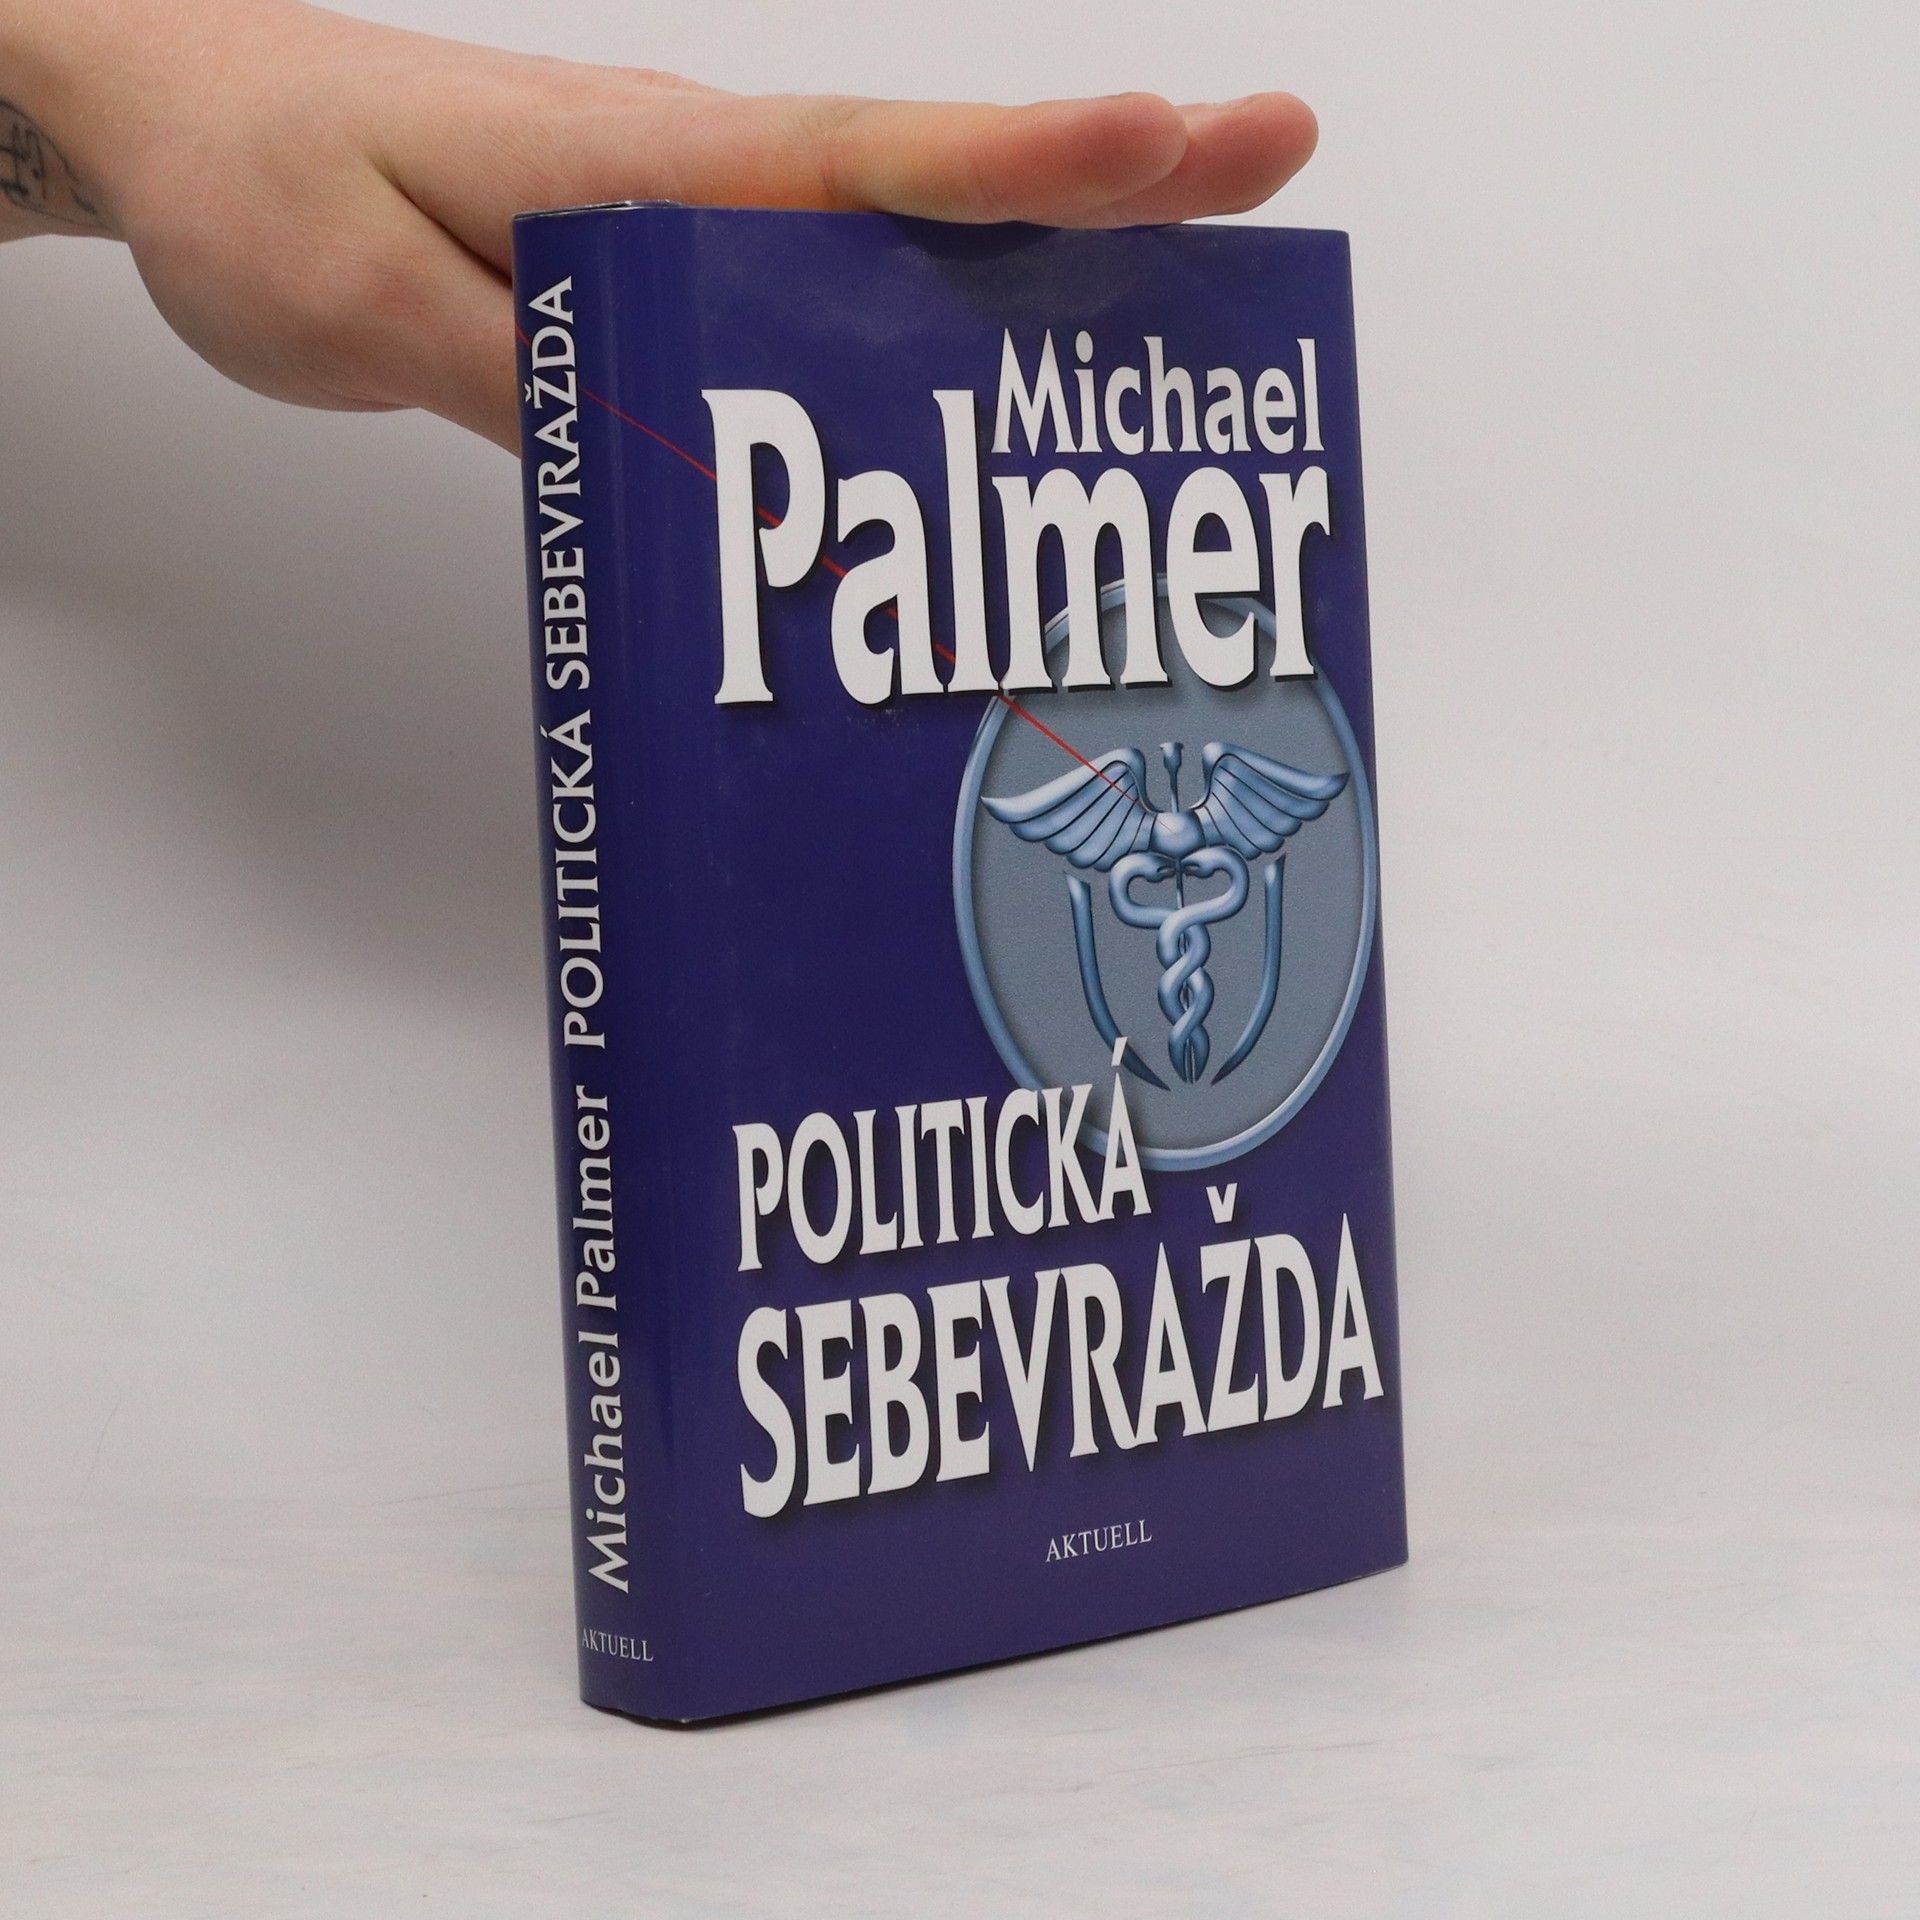 Michael
Palmer
POLITICKÁ
SEBEVRAŽDA
AKTUELL
Michael Palmer POLITICKÁ SEBEVRAŽDA
AKTUELL